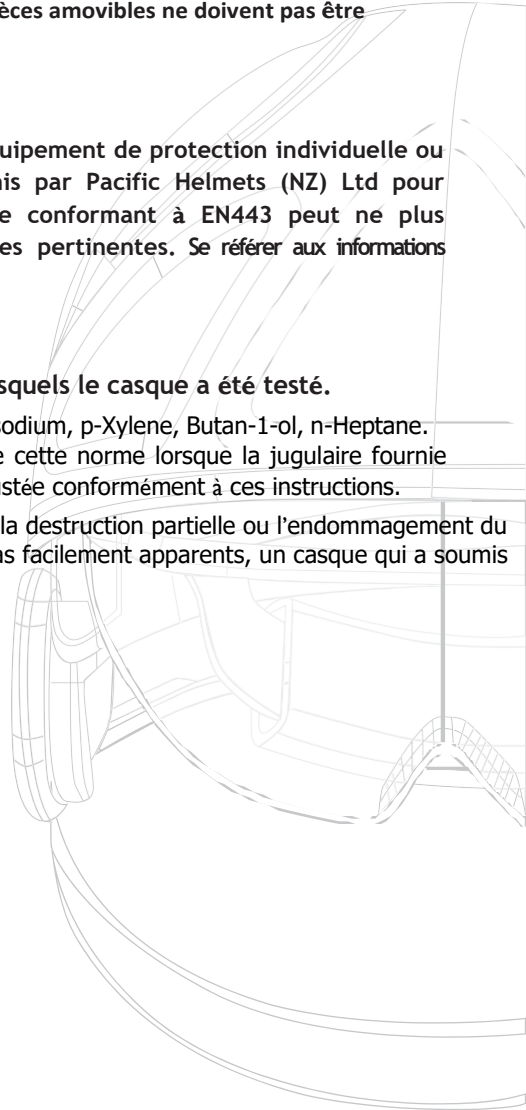 èces amovibles ne doivent pas être
quipement de protection individuelle ou
nis par Pacific Helmets (NZ) Ltd pour
e conformant à EN443 peut ne plus
es pertinentes. Se référer aux informations
squels le casque a été testé.
sodium, p-Xylene, Butan-1-ol, n-Heptane.
e cette norme lorsque la jugulaire fournie
ustée conformément à ces instructions.
la destruction partielle ou l'endommagement du
as facilement apparents, un casque qui a soumis